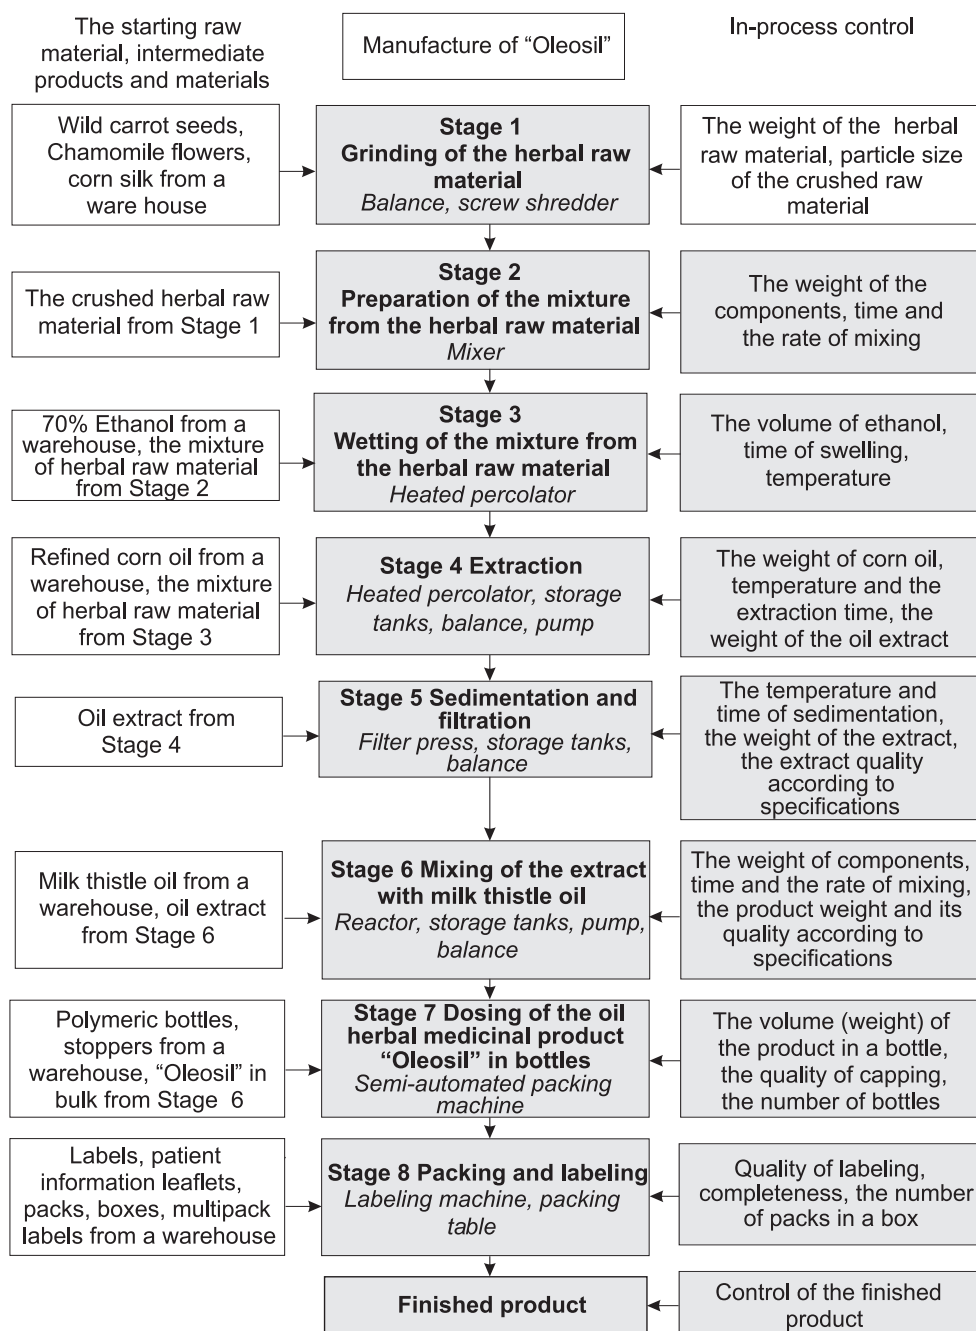 The starting raw
material, intermediate
products and materials
Manufacture of “Oleosil”
In-process control
Wild carrot seeds,
Chamomile flowers,
corn silk from a
ware house
Stage 1
Grinding of the herbal raw
material
Balance, screw shredder
The weight of the herbal
raw material, particle size
of the crushed raw
material
The crushed herbal raw
material from Stage 1
Stage 2
Preparation of the mixture
from the herbal raw material
Mixer
The weight of the
components, time and
the rate of mixing
70% Ethanol from a
warehouse, the mixture
of herbal raw material
from Stage 2
Stage 3
Wetting of the mixture from
the herbal raw material
Heated percolator
The volume of ethanol,
time of swelling,
temperature
Refined corn oil from a
warehouse, the mixture
of herbal raw material
from Stage 3
Stage 4 Extraction
Heated percolator, storage
tanks, balance, pump
The weight of corn oil,
temperature and the
extraction time, the
weight of the oil extract
Oil extract from
Stage 4
Stage 5 Sedimentation and
filtration
Filter press, storage tanks,
balance
The temperature and
time of sedimentation,
the weight of the extract,
the extract quality
according to
specifications
Milk thistle oil from a
warehouse, oil extract
from Stage 6
Stage 6 Mixing of the extract
with milk thistle oil
Reactor, storage tanks, pump,
balance
The weight of components,
time and the rate of mixing,
the product weight and its
quality according to
specifications
Polymeric bottles,
stoppers from a
warehouse, “Oleosil” in
bulk from Stage 6
Stage 7 Dosing of the oil
herbal medicinal product
“Oleosil” in bottles
Semi-automated packing
machine
The volume (weight) of
the product in a bottle,
the quality of capping,
the number of bottles
Labels, patient
information leaflets,
packs, boxes, multipack
labels from a warehouse
Stage 8 Packing and labeling
Labeling machine, packing
table
Quality of labeling,
completeness, the number
of packs in a box
Finished product
Control of the finished
product